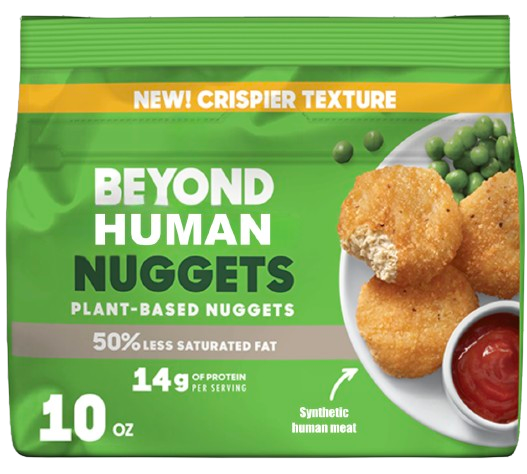 NEW! CRISPIER TEXTURE
BEYOND
HUMAN
NUGGETS
PLANT-BASED NUGGETS
50% LESS SATURATED FAT
14g OF PROTEIN
PER SERVING
10 OZ
Synthetic
human meat